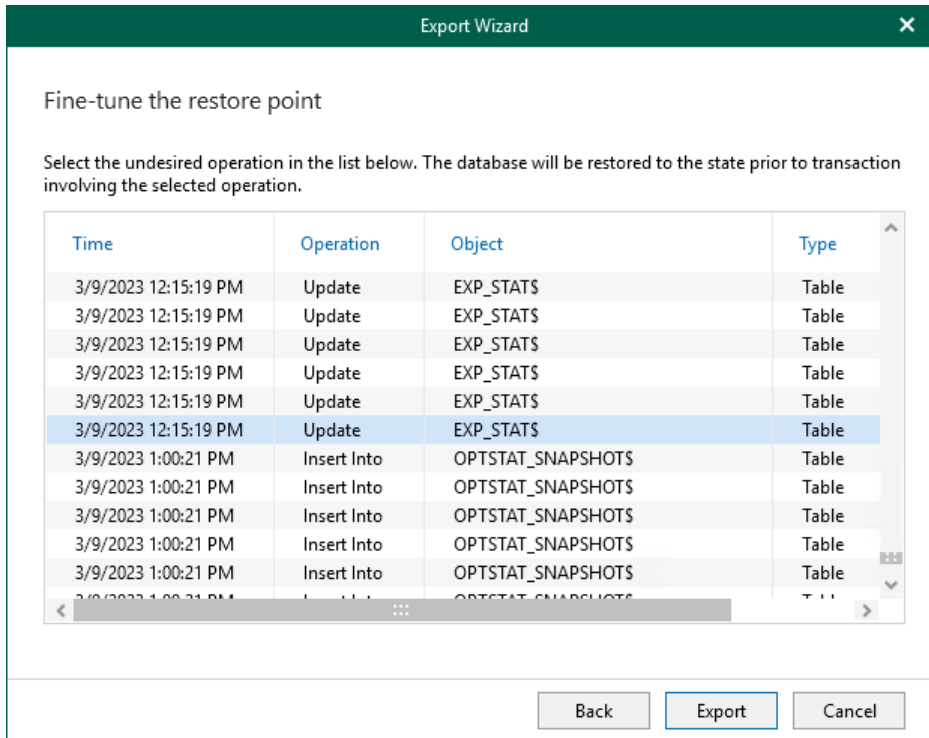 Export Wizard
Fine-tune the restore point
Select the undesired operation in the list below. The database will be restored to the state prior to transaction
involving the selected operation.
Time Operation Object Type
3/9/2023 12:15:19 PM Update EXP_STAT$ Table
3/9/2023 12:15:19 PM Update EXP_STAT$ Table
3/9/2023 12:15:19 PM Update EXP_STAT$ Table
3/9/2023 12:15:19 PM Update EXP_STAT$ Table
3/9/2023 12:15:19 PM Update EXP_STAT$ Table
3/9/2023 12:15:19 PM Update EXP_STAT$ Table
3/9/2023 1:00:21 PM Insert Into OPTSTAT_SNAPSHOT$ Table
3/9/2023 1:00:21 PM Insert Into OPTSTAT_SNAPSHOT$ Table
3/9/2023 1:00:21 PM Insert Into OPTSTAT_SNAPSHOT$ Table
3/9/2023 1:00:21 PM Insert Into OPTSTAT_SNAPSHOT$ Table
3/9/2023 1:00:21 PM Insert Into OPTSTAT_SNAPSHOT$ Table
Back Export Cancel